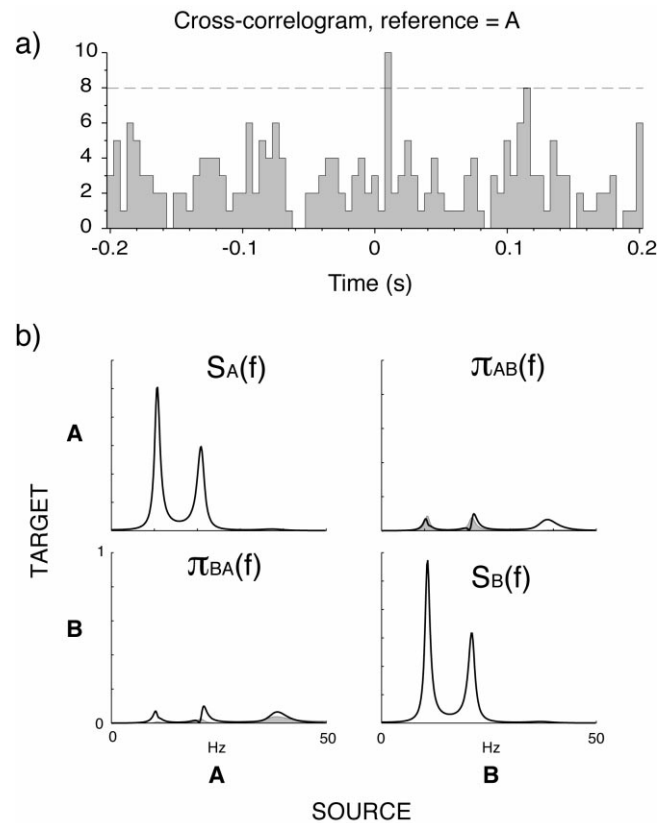 Cross-correlogram, reference = A
a)
10
8
6
4
2
0
-0.2 -0.1 0 0.1 0.2
Time (s)
b)
SA(f) πAB(f)
A
TARGET
1 πBA(f) SB(f)
B
0
0 Hz 50 0 Hz 50
A B
SOURCE